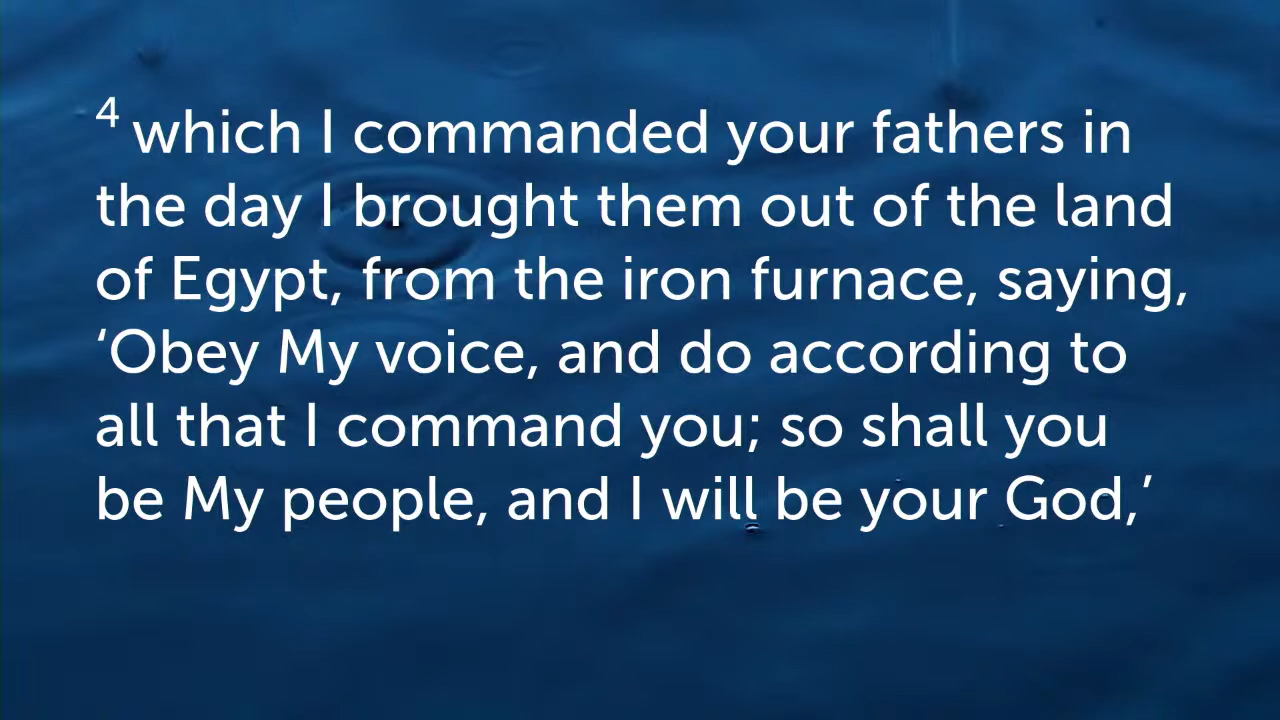 4 which I commanded your fathers in
the day I brought them out of the land
of Egypt, from the iron furnace, saying,
‘Obey My voice, and do according to
all that I command you; so shall you
be My people, and I will be your God,’